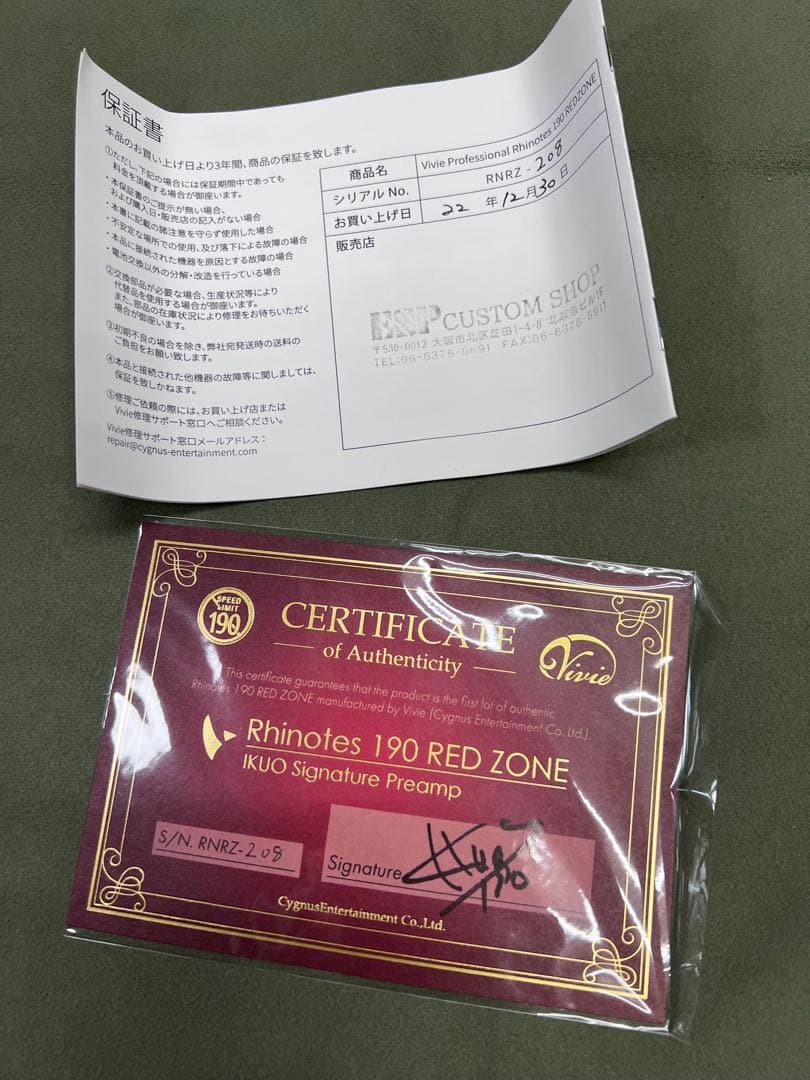 保証書
本品のお買い上げ日より3年間、商品の保証を致します。
①ただし、下記の場合には保証期間中であっても
料金を頂戴する場合が御座います。
・本保証書のご提示が無い場合、
および購入日・販売店の記入がない場合
・本書に記載の諸注意を守らず使用した場合
・不安定な場所での使用、及び落下による故障の場合
・本品に接続された機器を原因とする故障の場合
・電池交換以外の分解・改造を行っている場合
②交換部品が必要な場合、生産状況等により
代替品を使用する場合が御座います。
また、部品の在庫状況により修理をお待ちいただく
場合が御座います。
③初期不良の場合を除き、弊社宛発送時の送料の
ご負担をお願い致します。
④本品と接続された他機器の故障等に関しましては、
保証を致しかねます。
⑤修理ご依頼の際には、お買い上げ店または
Vivie修理サポート窓口へご相談ください。
Vivie修理サポート窓口メールアドレス：
repair@cygnus-entertainment.com
商品名 Vivie Professional Rhinotes 190 REDZONE
シリアル No. RNRZ - 208
お買い上げ日 22 年 12 月 30 日
販売店
ESP CUSTOM SHOP
〒530-0012 大阪市北区芝田1-4-8 北阪急ビル1F
TEL:06-6376-0691 FAX:06-6376-5911
SPEED
LIMIT
190
CERTIFICATE
of Authenticity
Vivie
This certificate guarantees that the product is the first lot of authentic
Rhinotes 190 RED ZONE manufactured by Vivie (Cygnus Entertainment Co.,Ltd.).
Rhinotes 190 RED ZONE
IKUO Signature Preamp
S/N. RNRZ-208
Signature
CygnusEntertainment Co.,Ltd.